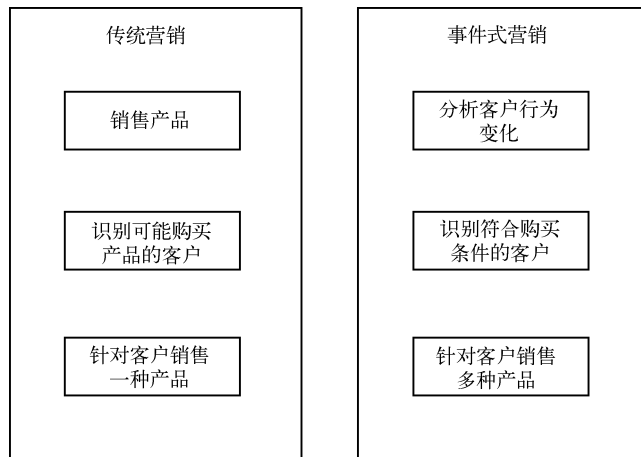 传统营销
销售产品
识别可能购买
产品的客户
针对客户销售
一种产品
事件式营销
分析客户行为
变化
识别符合购买
条件的客户
针对客户销售
多种产品